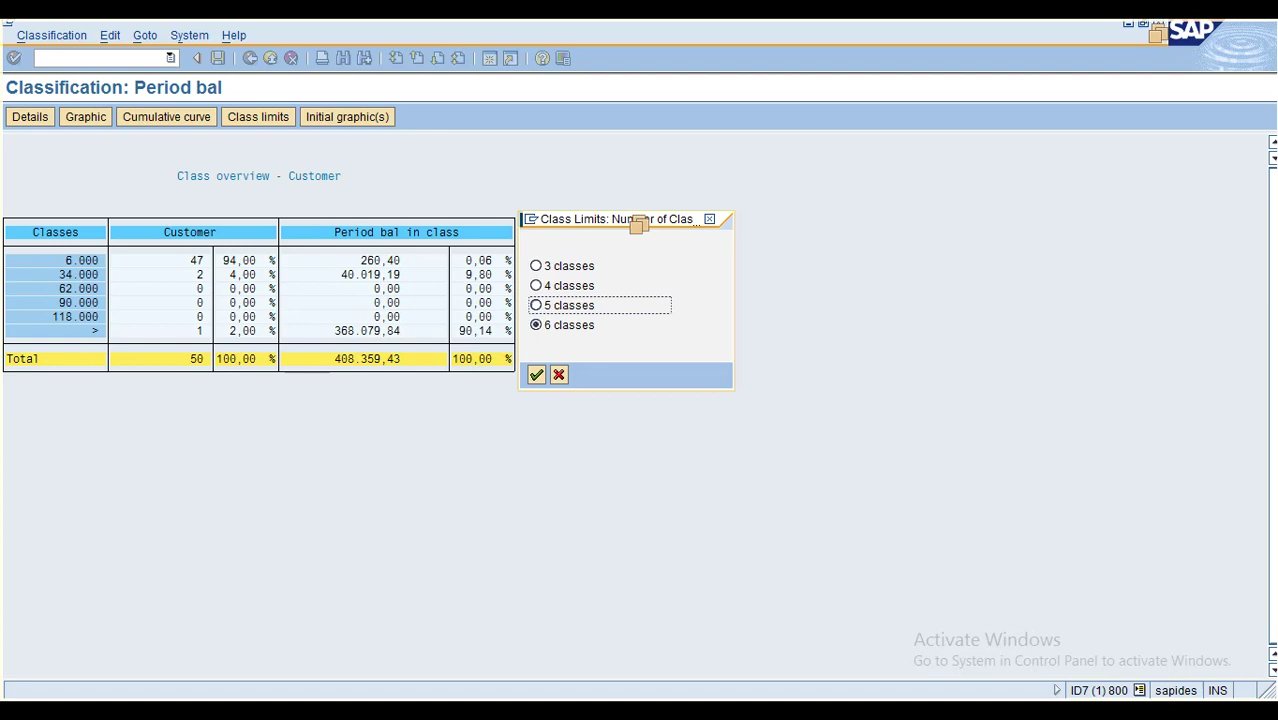 Classification Edit Goto System Help
SAP
Classification: Period bal
Details Graphic Cumulative curve Class limits Initial graphic(s)
Class overview - Customer
Classes Customer Period bal in class
6.000 47 94,00 % 260,40 0,06 %
34.000 2 4,00 % 40.019,19 9,80 %
62.000 0 0,00 % 0,00 0,00 %
90.000 0 0,00 % 0,00 0,00 %
118.000 0 0,00 % 0,00 0,00 %
> 1 2,00 % 368.079,84 90,14 %
Total 50 100,00 % 408.359,43 100,00 %
Class Limits: Number of Clas...
3 classes
4 classes
5 classes
6 classes
Activate Windows
Go to System in Control Panel to activate Windows.
ID7 (1) 800 sapides INS